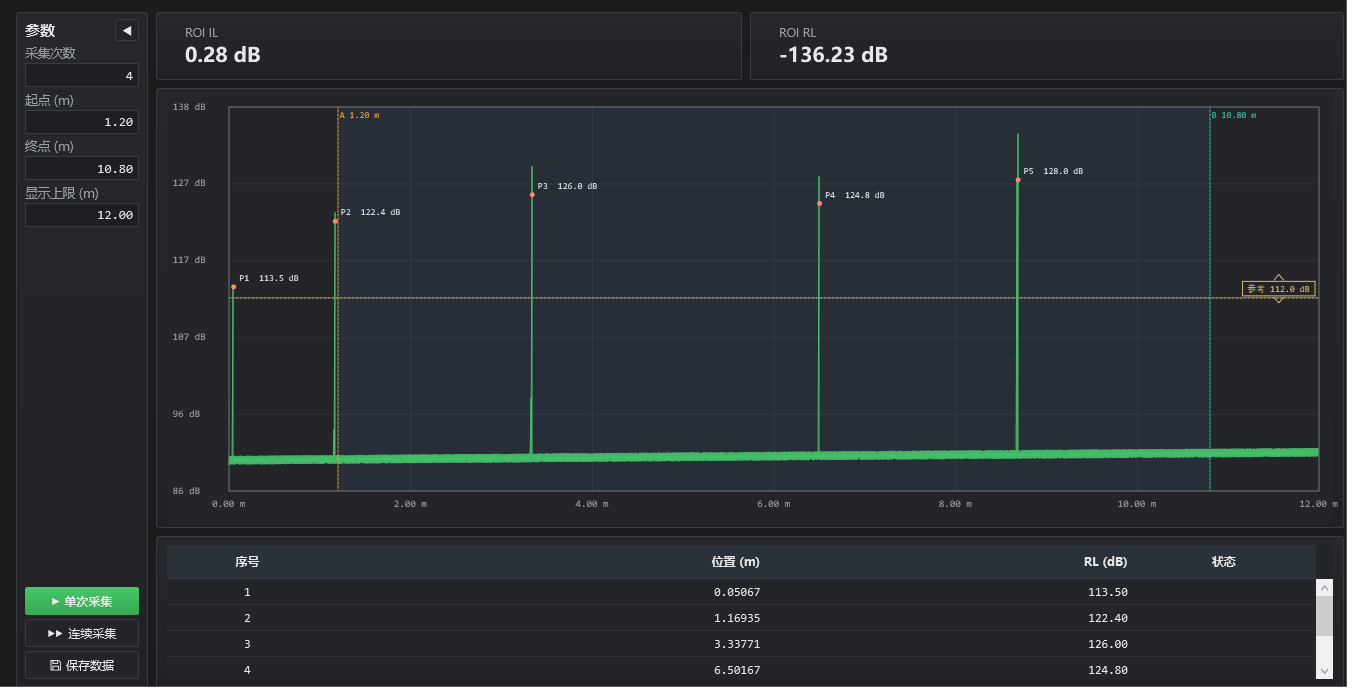 参数
◀
采集次数
4
起点 (m)
1.20
终点 (m)
10.80
显示上限 (m)
12.00
▶ 单次采集
▶▶ 连续采集
保存数据
ROI IL
0.28 dB
ROI RL
-136.23 dB
138 dB
127 dB
117 dB
107 dB
96 dB
86 dB
A 1.20 m
B 10.80 m
P1 113.5 dB
P2 122.4 dB
P3 126.0 dB
P4 124.8 dB
P5 128.0 dB
参考 112.0 dB
0.00 m 2.00 m 4.00 m 6.00 m 8.00 m 10.00 m 12.00 m
序号 位置 (m) RL (dB) 状态
1 0.05067 113.50
2 1.16935 122.40
3 3.33771 126.00
4 6.50167 124.80